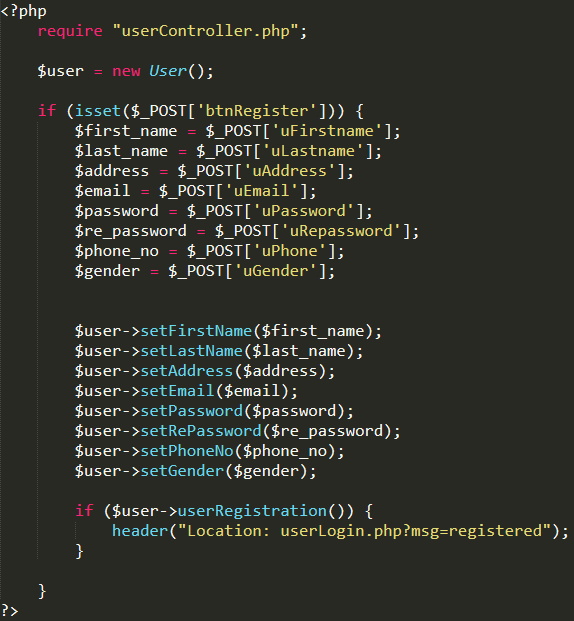 <?php
    require "userController.php";

    $user = new User();

    if (isset($_POST['btnRegister'])) {
        $first_name = $_POST['uFirstname'];
        $last_name = $_POST['uLastname'];
        $address = $_POST['uAddress'];
        $email = $_POST['uEmail'];
        $password = $_POST['uPassword'];
        $re_password = $_POST['uRepassword'];
        $phone_no = $_POST['uPhone'];
        $gender = $_POST['uGender'];


        $user->setFirstName($first_name);
        $user->setLastName($last_name);
        $user->setAddress($address);
        $user->setEmail($email);
        $user->setPassword($password);
        $user->setRePassword($re_password);
        $user->setPhoneNo($phone_no);
        $user->setGender($gender);

        if ($user->userRegistration()) {
            header("Location: userLogin.php?msg=registered");
        }

    }
?>